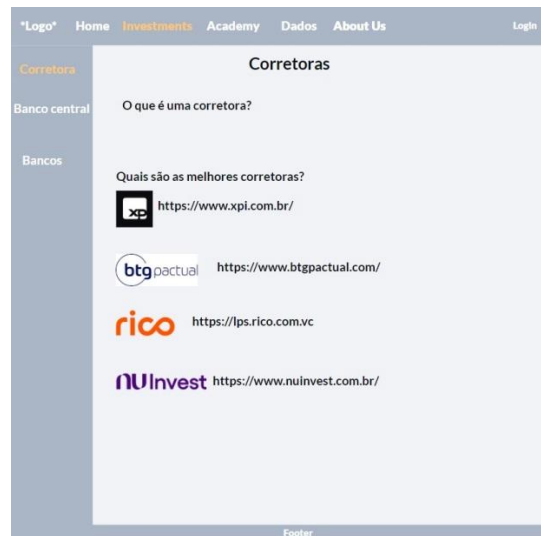 *Logo* Home Investments Academy Dados About Us Login
Corretora
Banco central
Bancos
Corretoras
O que é uma corretora?
Quais são as melhores corretoras?
xp https://www.xpi.com.br/
btgpactual https://www.btgpactual.com/
rico https://lps.rico.com.vc
nuInvest https://www.nuinvest.com.br/
Footer